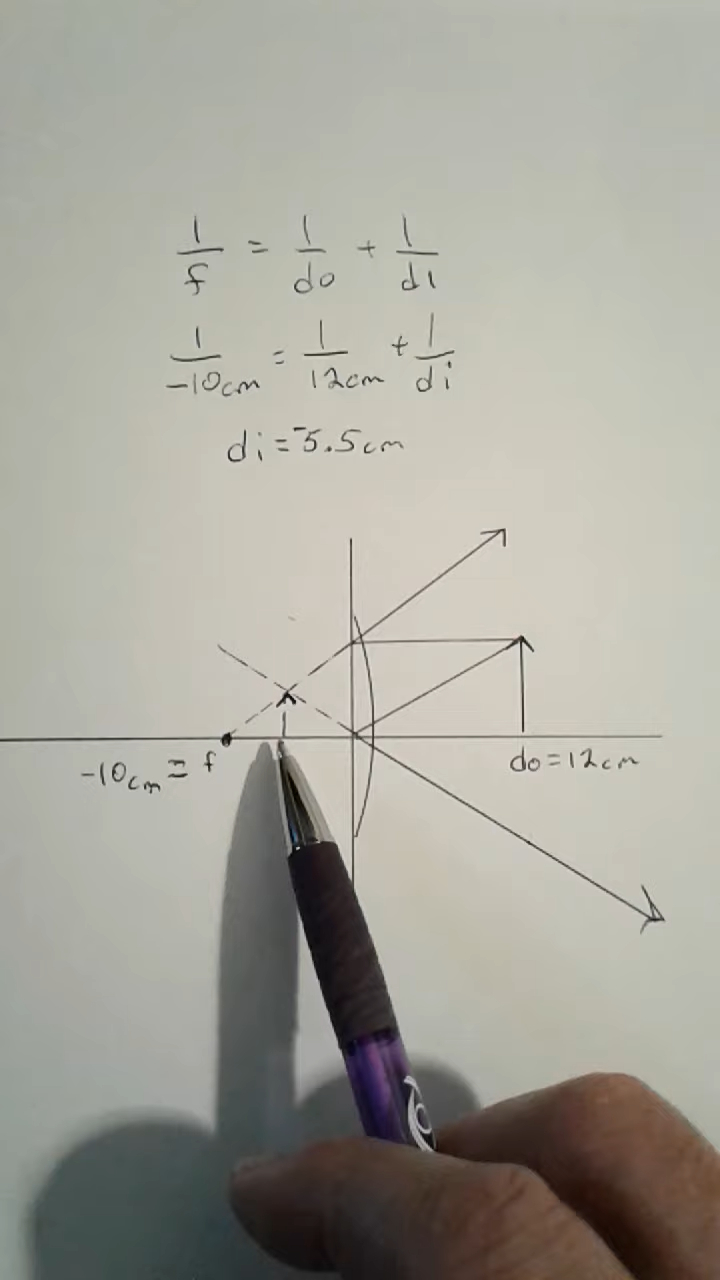 1/f = 1/do + 1/di
1/-10cm = 1/12cm + 1/di
di = -5.5cm
-10cm = f
do = 12cm